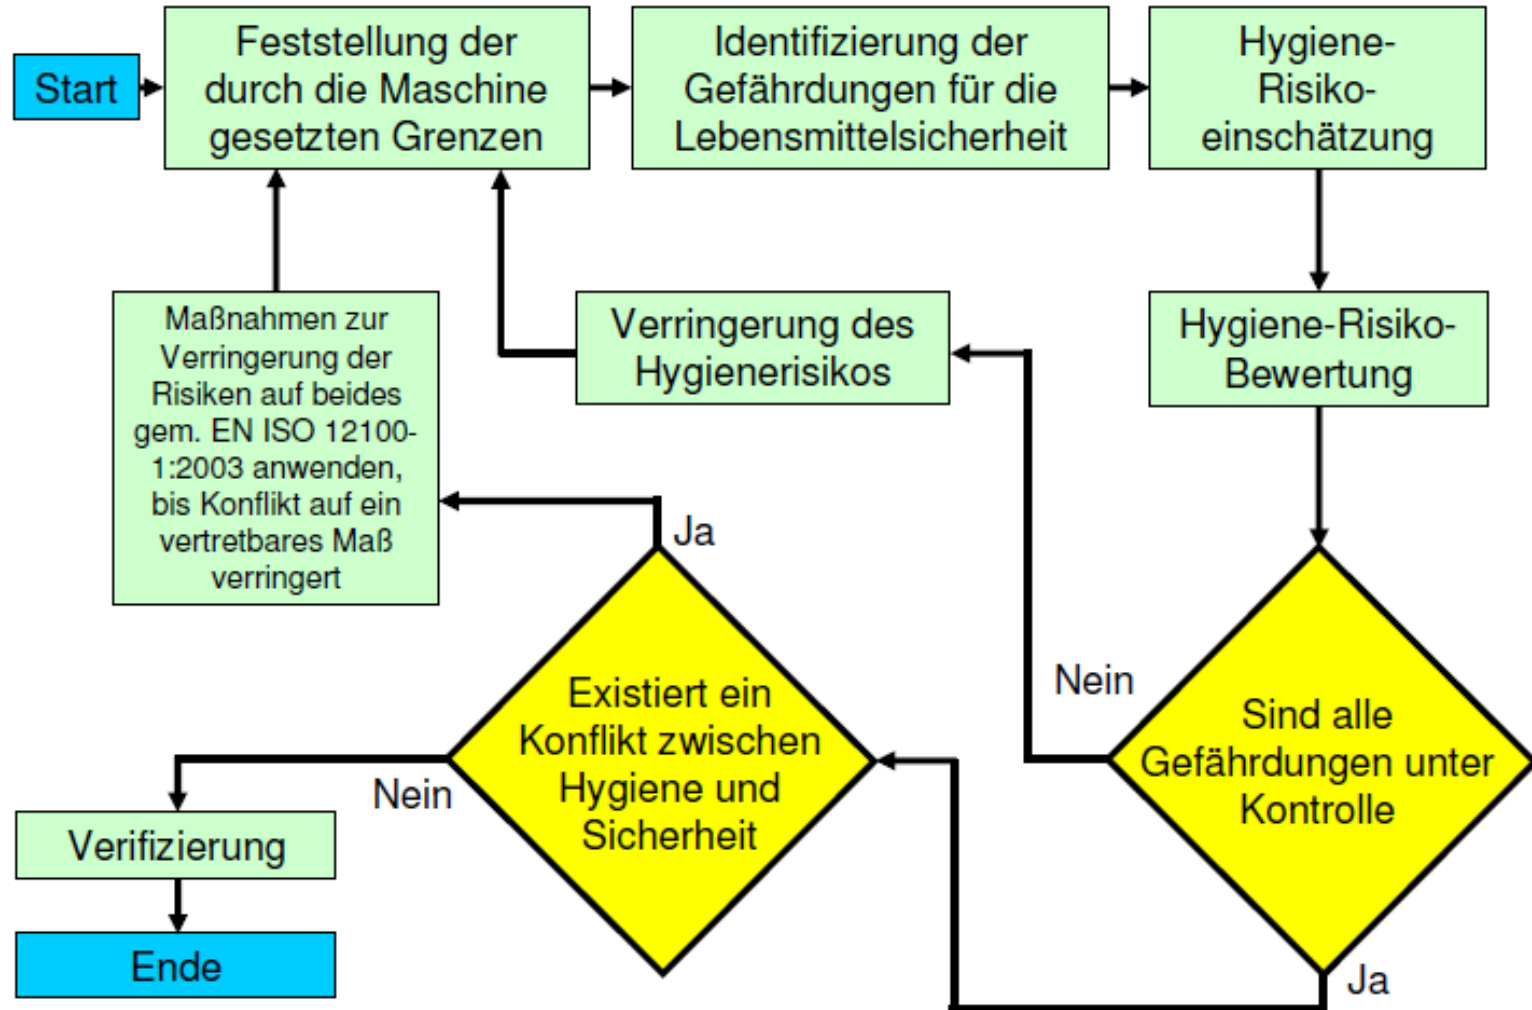 Start
Feststellung der
durch die Maschine
gesetzten Grenzen
Identifizierung der
Gefährdungen für die
Lebensmittelsicherheit
Hygiene-
Risiko-
einschätzung
Maßnahmen zur
Verringerung der
Risiken auf beides
gem. EN ISO 12100-
1:2003 anwenden,
bis Konflikt auf ein
vertretbares Maß
verringert
Verringerung des
Hygienerisikos
Hygiene-Risiko-
Bewertung
Ja
Existiert ein
Konflikt zwischen
Hygiene und
Sicherheit
Nein
Nein
Sind alle
Gefährdungen unter
Kontrolle
Ja
Verifizierung
Ende